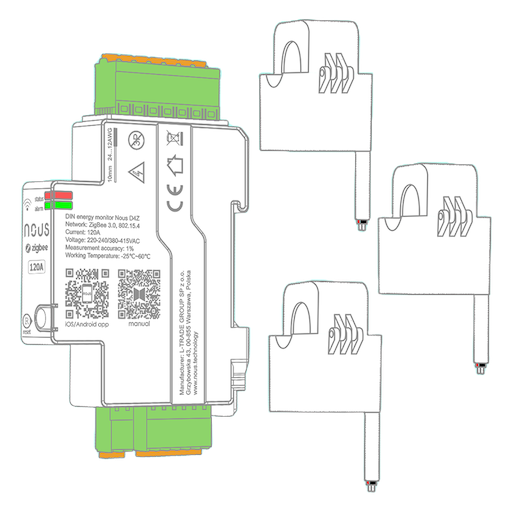 10mm 24...12AWG
status
alarm
nous
zigbee
120A
DIN energy monitor Nous D4Z
Network: ZigBee 3.0, 802.15.4
Current: 120A
Voltage: 220-240/380-415VAC
Measurement accuracy: 1%
Working Temperature: -25℃~60℃
iOS/Android app
manual
Manufacturer: L-TRADE GROUP SP z o.o.
Grzybowska 43, 00-855 Warszawa, Polska
www.nous.technology